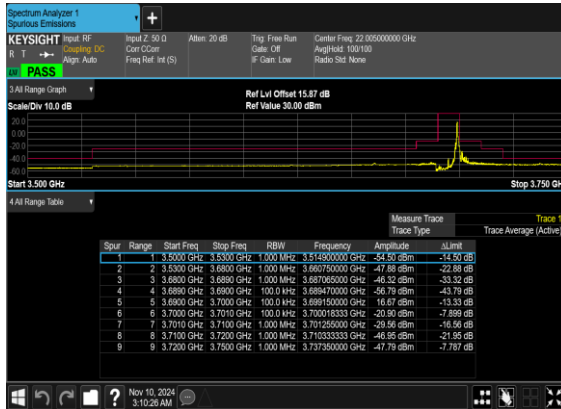 Spectrum Analyzer 1
Spurious Emissions
+
KEYSIGHT Input: RF Input Z: 50 Ω Atten: 20 dB Trig: Free Run Center Freq: 22.005000000 GHz
R T Coupling: DC Corr CCorr Gate: Off Avg|Hold: 100/100
Align: Auto Freq Ref: Int (S) IF Gain: Low Radio Std: None
PASS
3 All Range Graph Ref Lvl Offset 15.87 dB
Scale/Div 10.0 dB Ref Value 30.00 dBm
20.0
0.00
-20.0
-40.0
-60.0
Start 3.500 GHz Stop 3.750 GH
4 All Range Table
Measure Trace Trace 1
Trace Type Trace Average (Active)
Spur Range Start Freq Stop Freq RBW Frequency Amplitude ΔLimit
1 1 3.5000 GHz 3.5300 GHz 1.000 MHz 3.514900000 GHz -54.50 dBm -14.50 dB
2 2 3.5300 GHz 3.6800 GHz 1.000 MHz 3.660750000 GHz -47.88 dBm -22.88 dB
3 3 3.6800 GHz 3.6890 GHz 1.000 MHz 3.687065000 GHz -46.32 dBm -33.32 dB
4 4 3.6890 GHz 3.6900 GHz 100.0 kHz 3.689470000 GHz -56.79 dBm -43.79 dB
5 5 3.6900 GHz 3.7000 GHz 100.0 kHz 3.699150000 GHz 16.67 dBm -13.33 dB
6 6 3.7000 GHz 3.7010 GHz 100.0 kHz 3.700018333 GHz -20.90 dBm -7.899 dB
7 7 3.7010 GHz 3.7100 GHz 1.000 MHz 3.701255000 GHz -29.56 dBm -16.56 dB
8 8 3.7100 GHz 3.7200 GHz 1.000 MHz 3.710333333 GHz -46.95 dBm -21.95 dB
9 9 3.7200 GHz 3.7500 GHz 1.000 MHz 3.737350000 GHz -47.79 dBm -7.787 dB
? Nov 10, 2024
3:10:26 AM